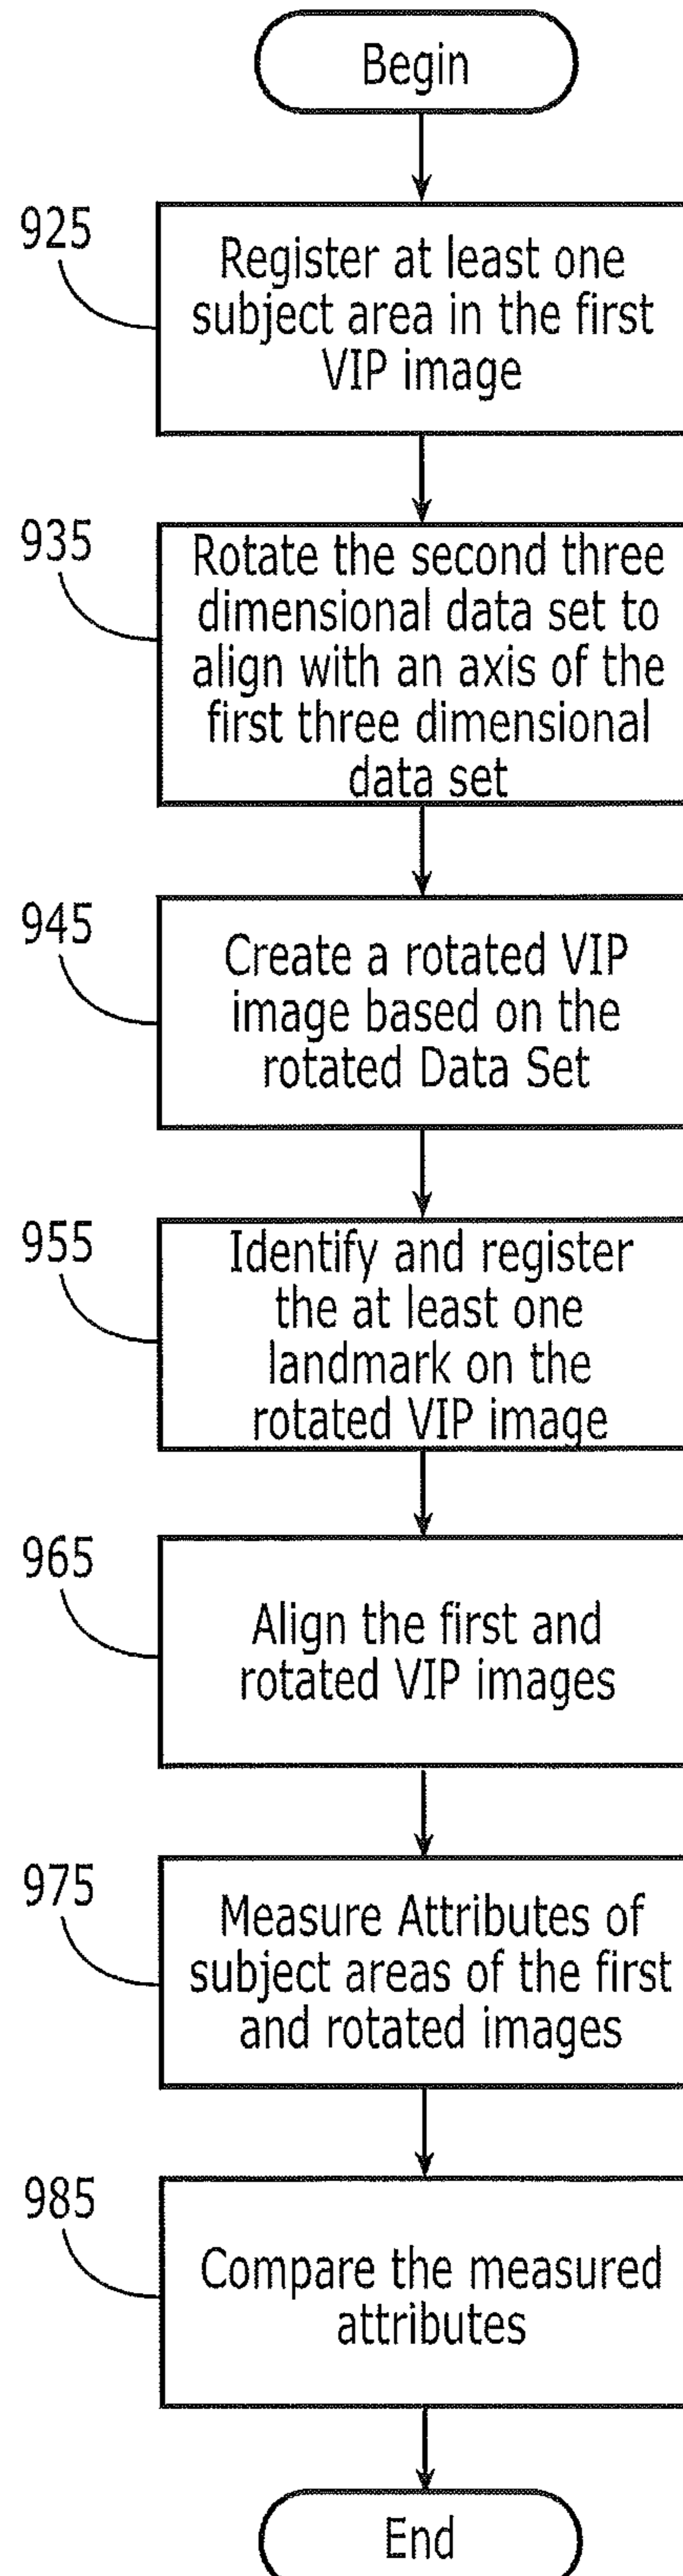 Begin
925
Register at least one
subject area in the first
VIP image
935
Rotate the second three
dimensional data set to
align with an axis of the
first three dimensional
data set
945
Create a rotated VIP
image based on the
rotated Data Set
955
Identify and register
the at least one
landmark on the
rotated VIP image
965
Align the first and
rotated VIP images
975
Measure Attributes of
subject areas of the first
and rotated images
985
Compare the measured
attributes
End